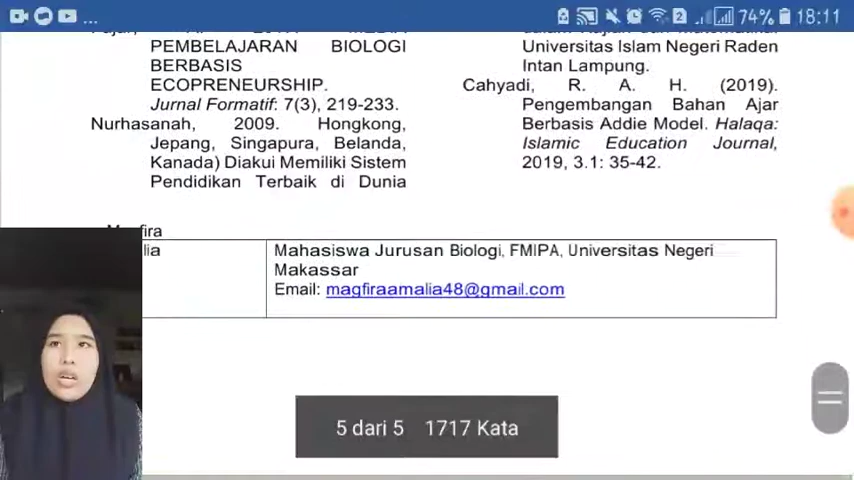 74% 18:11
PEMBELAJARAN BIOLOGI
BERBASIS
ECOPRENEURSHIP.
Jurnal Formatif: 7(3), 219-233.
Nurhasanah, 2009. Hongkong,
Jepang, Singapura, Belanda,
Kanada) Diakui Memiliki Sistem
Pendidikan Terbaik di Dunia
Universitas Islam Negeri Raden
Intan Lampung.
Cahyadi, R. A. H. (2019).
Pengembangan Bahan Ajar
Berbasis Addie Model. Halaqa:
Islamic Education Journal,
2019, 3.1: 35-42.
Mahasiswa Jurusan Biologi, FMIPA, Universitas Negeri
Makassar
Email: magfiraamalia48@gmail.com
5 dari 5 1717 Kata